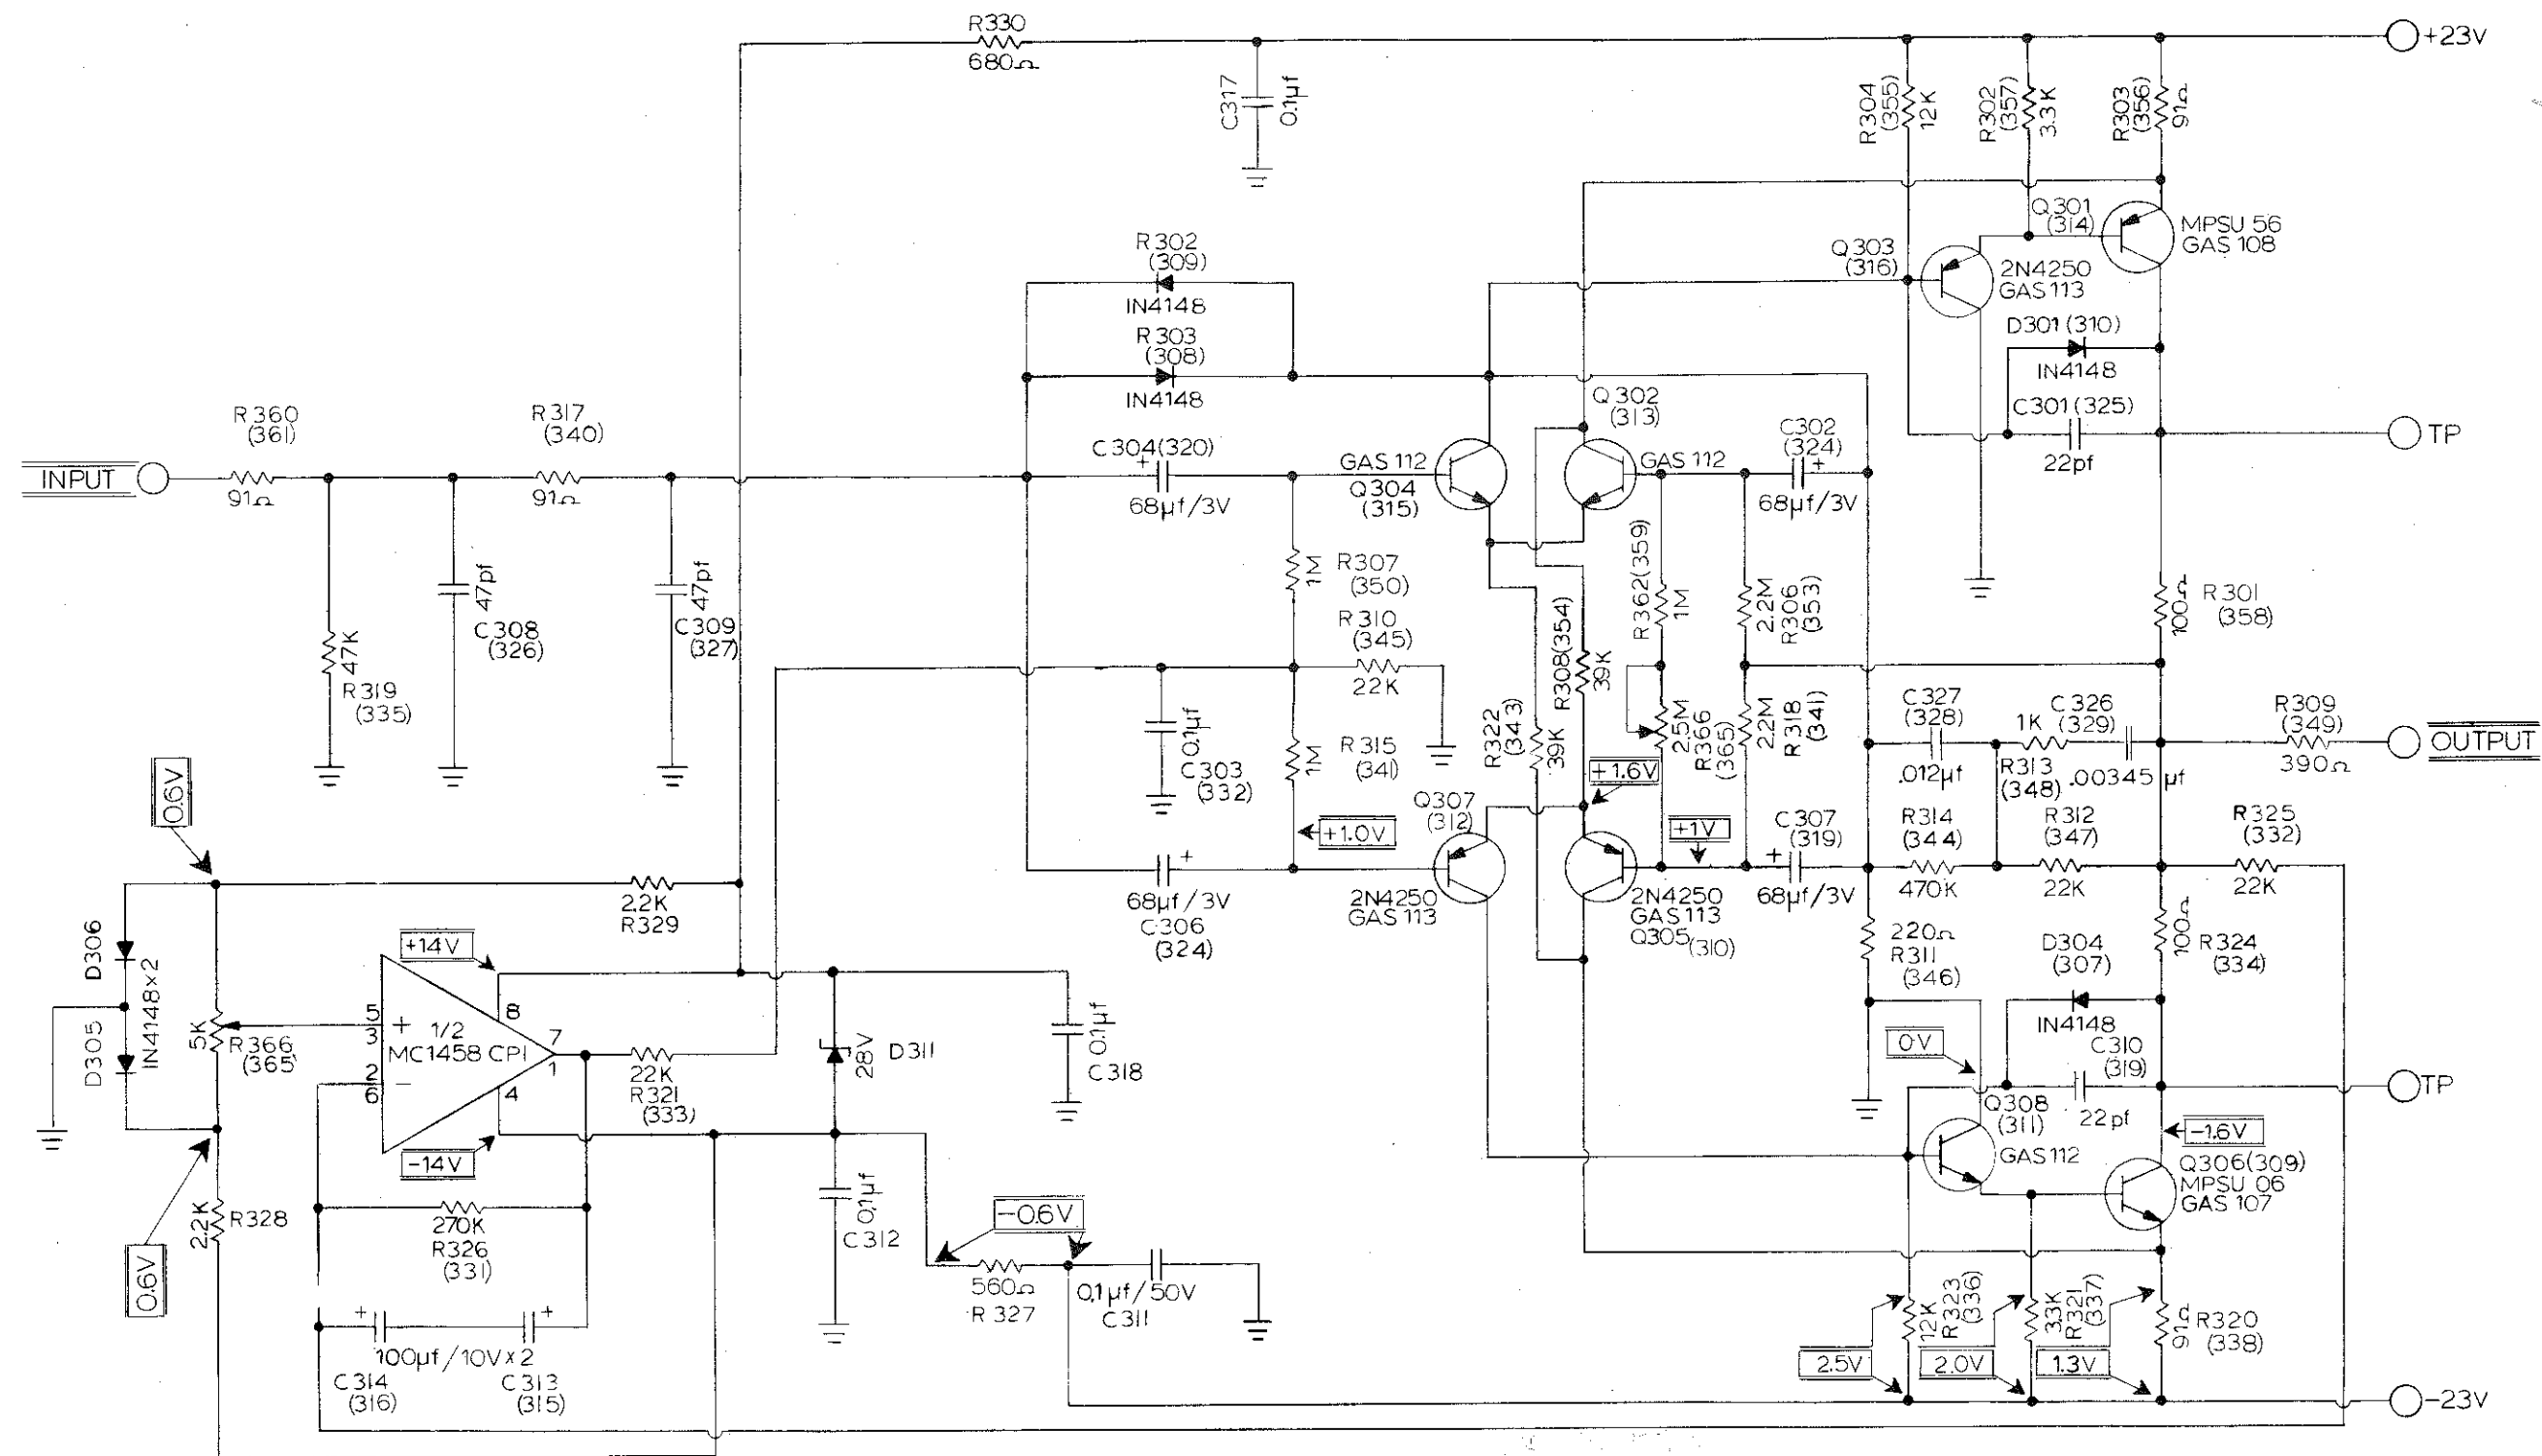 R330
680Ω
+23V
C317
0.1µf
R304
(355)
12K
R302
(357)
3.3K
R303
(356)
91Ω
Q301
(314)
MPSU 56
GAS 108
Q303
(316)
2N4250
GAS 113
R302
(309)
IN4148
R303
(308)
IN4148
D301 (310)
IN4148
C301 (325)
22pf
TP
INPUT
R360
(361)
91Ω
R317
(340)
91Ω
C304 (320)
+
68µf/3V
GAS 112
Q304
(315)
Q302
(313)
GAS 112
C302
(324)
+
68µf/3V
47K
R319
(335)
47pf
C308
(326)
47pf
C309
(327)
1M
R307
(350)
R310
(345)
22K
R362 (359)
1M
2.2M
R306
(353)
100Ω
R301
(358)
R308 (354)
39K
R322
(343)
39K
0.1µf
C303
(332)
1M
R315
(341)
2.5M
R366
(365)
2.2M
R318
(341)
C327
(328)
.012µf
1K
R313
(348)
C326
(329)
.00345 µf
R309
(349)
390Ω
OUTPUT
0.6V
+1.6V
+1.0V
+1V
Q307
(312)
2N4250
GAS 113
2N4250
GAS 113
Q305 (310)
C307
(319)
+
68µf/3V
R314
(344)
470K
R312
(347)
22K
R325
(332)
22K
2.2K
R329
+
68µf/3V
C306
(324)
220Ω
R311
(346)
100Ω
R324
(334)
D304
(307)
IN4148
C310
(319)
22pf
TP
0V
-1.6V
D306
IN4148×2
D305
5K
R366
(365)
+14V
5
3
+
1/2
MC1458 CP1
2
6
−
8
7
1
4
-14V
22K
R321
(333)
28V
D311
0.1µf
C318
0.1µf
C312
Q308
(311)
GAS 112
Q306 (309)
MPSU 06
GAS 107
0.6V
2.2K
R328
270K
R326
(331)
+
+
100µf/10V×2
C314
(316)
C313
(315)
-0.6V
560Ω
R327
0.1µf/50V
C311
12K
R323
(336)
3.3K
R321
(337)
91Ω
R320
(338)
2.5V
2.0V
1.3V
-23V